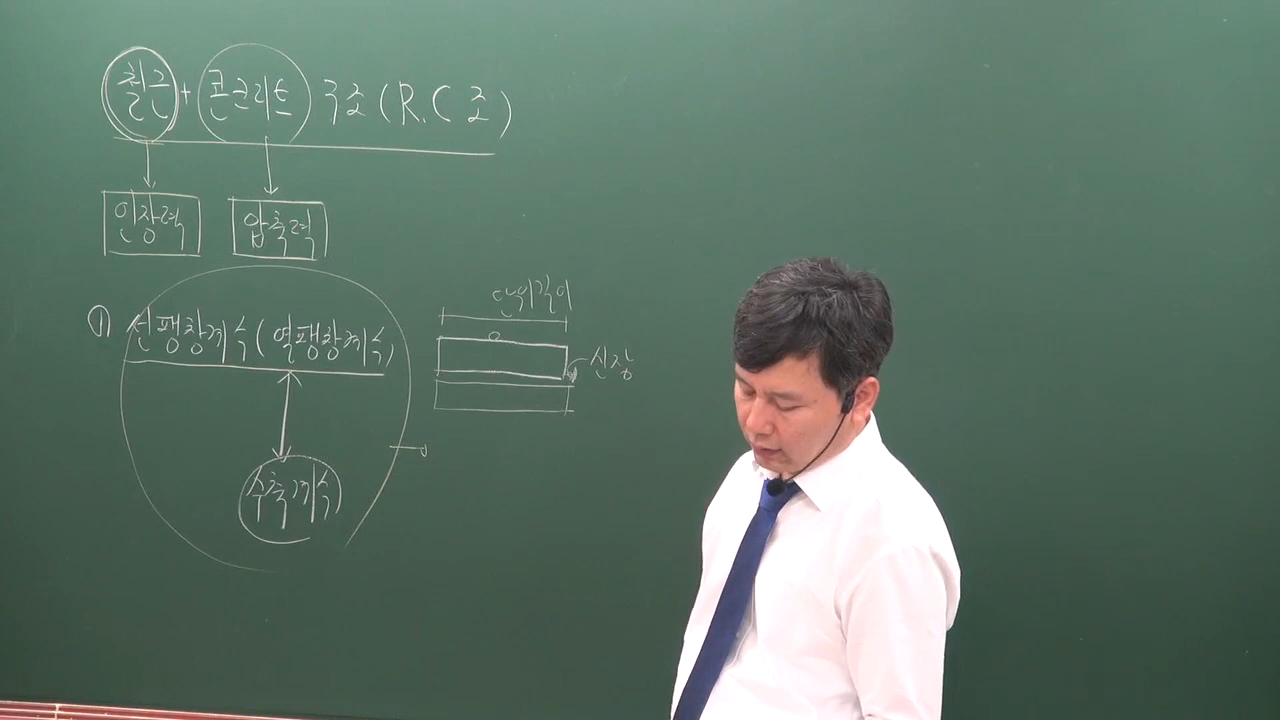 철근 + 콘크리트 구조 (R.C 조)
인장력 압축력
① 선팽창계수 (열팽창계수)
수축계수
단위길이
신장